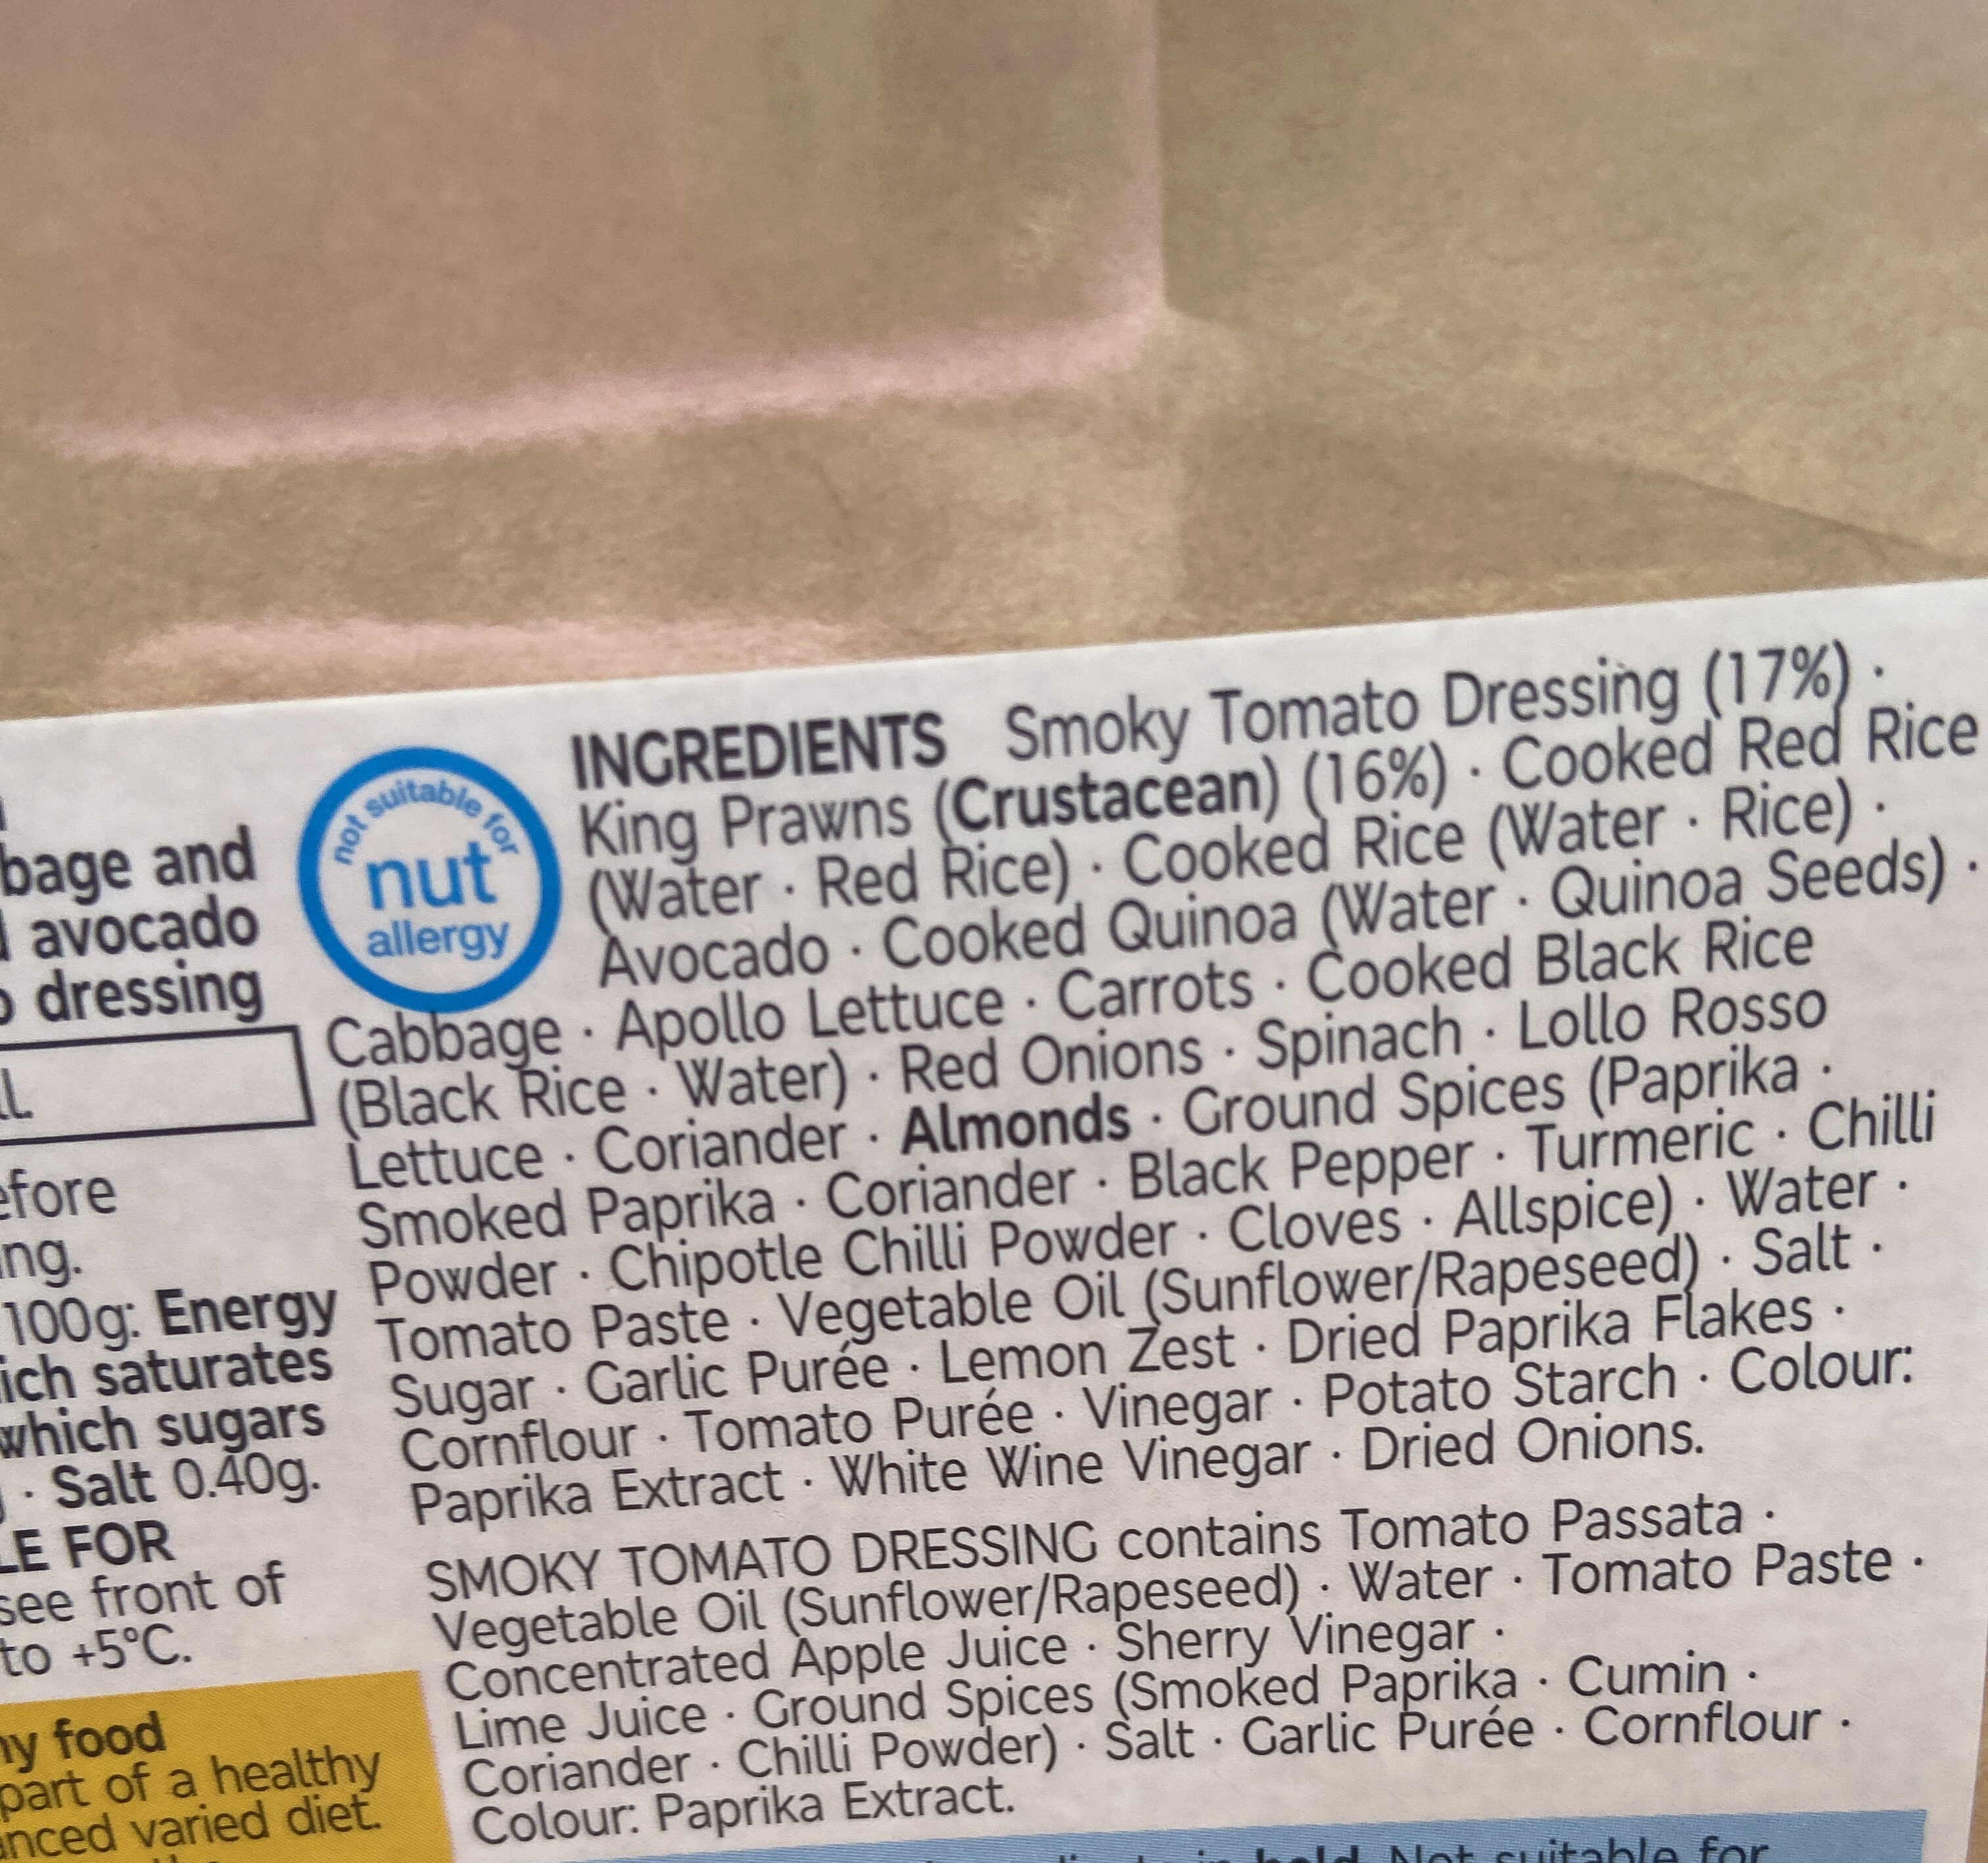 bage and
avocado
dressing
efore
ing.
100g: Energy
ich saturates
which sugars
· Salt 0.40g.
LE FOR
see front of
to +5°C.
ny food
part of a healthy
anced varied diet.
not suitable for
nut
allergy
INGREDIENTS Smoky Tomato Dressing (17%) ·
King Prawns (Crustacean) (16%) · Cooked Red Rice
(Water · Red Rice) · Cooked Rice (Water · Rice) ·
Avocado · Cooked Quinoa (Water · Quinoa Seeds) ·
Cabbage · Apollo Lettuce · Carrots · Cooked Black Rice
(Black Rice · Water) · Red Onions · Spinach · Lollo Rosso
Lettuce · Coriander · Almonds · Ground Spices (Paprika ·
Smoked Paprika · Coriander · Black Pepper · Turmeric · Chilli
Powder · Chipotle Chilli Powder · Cloves · Allspice) · Water ·
Tomato Paste · Vegetable Oil (Sunflower/Rapeseed) · Salt ·
Sugar · Garlic Purée · Lemon Zest · Dried Paprika Flakes ·
Cornflour · Tomato Purée · Vinegar · Potato Starch · Colour:
Paprika Extract · White Wine Vinegar · Dried Onions.
SMOKY TOMATO DRESSING contains Tomato Passata ·
Vegetable Oil (Sunflower/Rapeseed) · Water · Tomato Paste ·
Concentrated Apple Juice · Sherry Vinegar ·
Lime Juice · Ground Spices (Smoked Paprika · Cumin ·
Coriander · Chilli Powder) · Salt · Garlic Purée · Cornflour ·
Colour: Paprika Extract.
in bold. Not suitable for